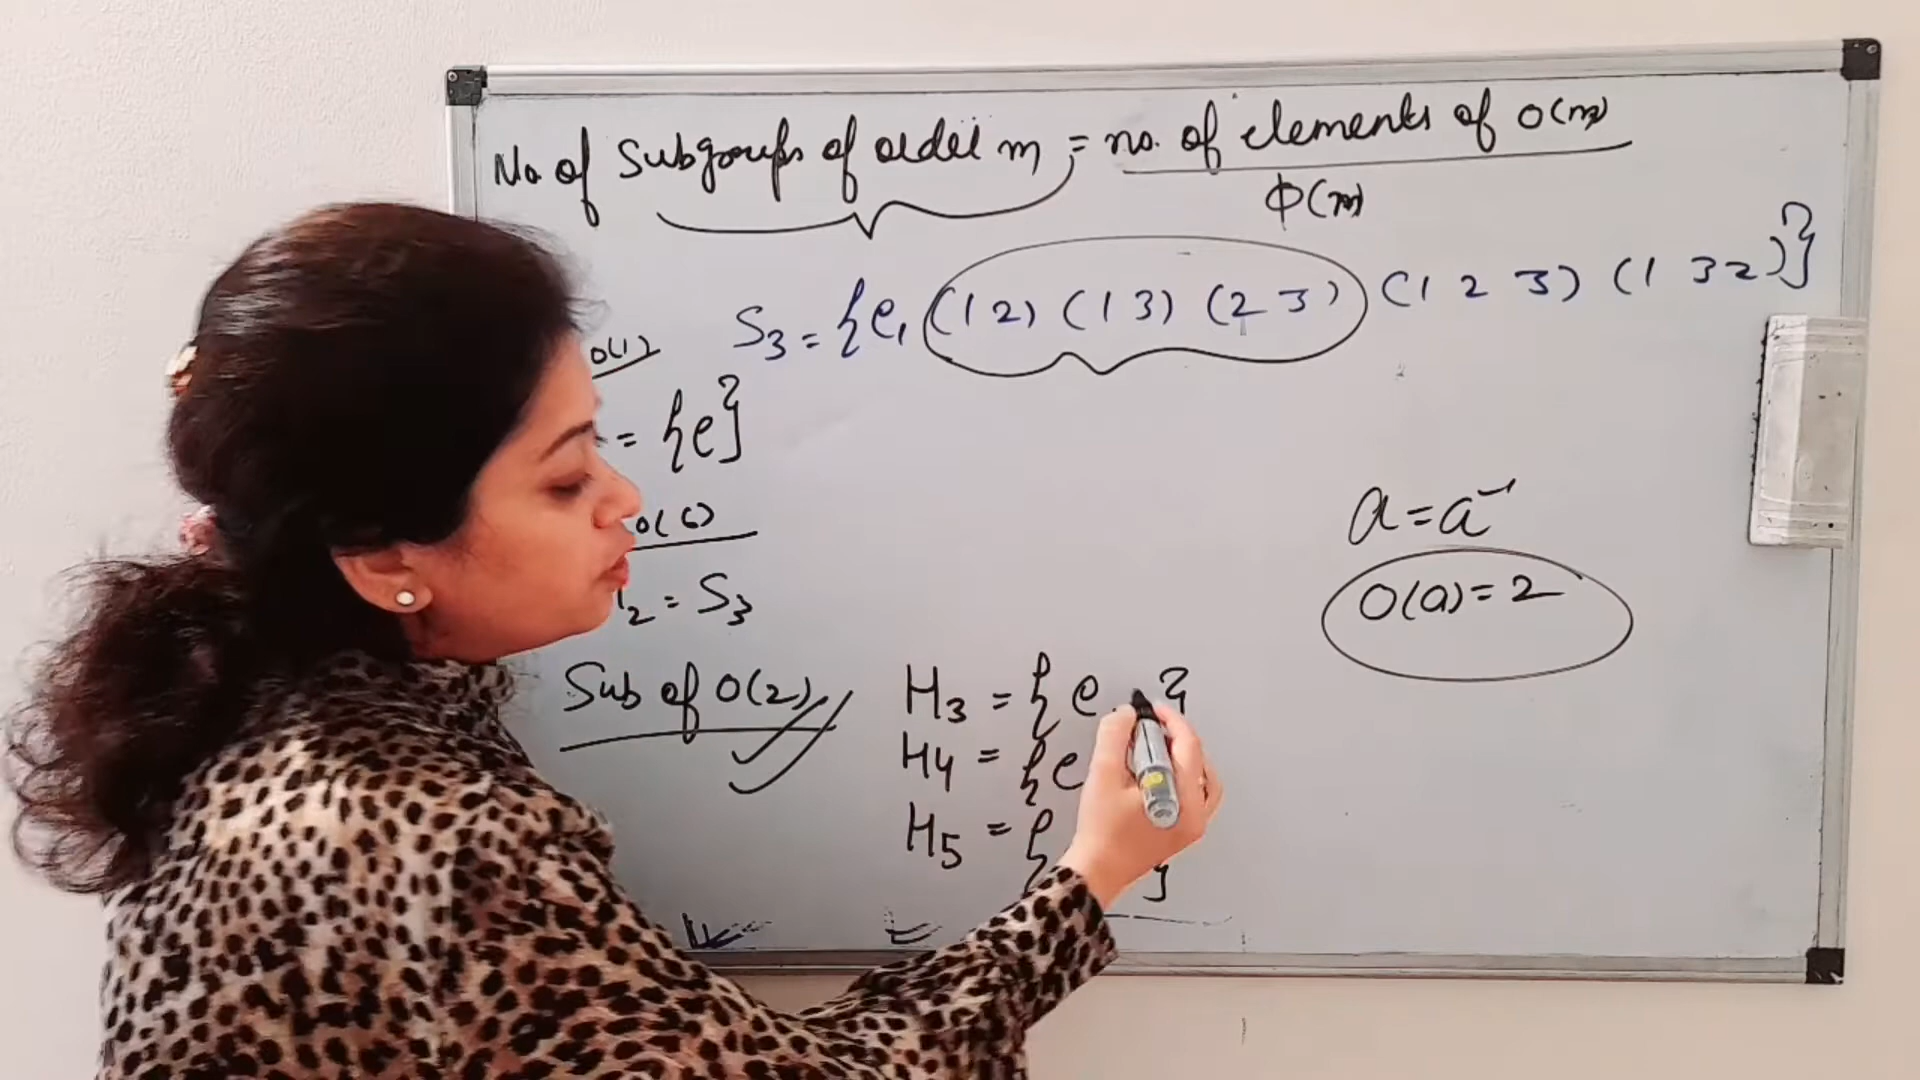 No of Subgroups of order m = no. of elements of O(m)
ϕ(m)
S3 = {e, (1 2) (1 3) (2 3) (1 2 3) (1 3 2)}
O(1)
= {e}
O(6)
2 = S3
a = a⁻¹
O(a) = 2
Sub of O(2)
H3 = {e, }
H4 = {e
H5 = { }